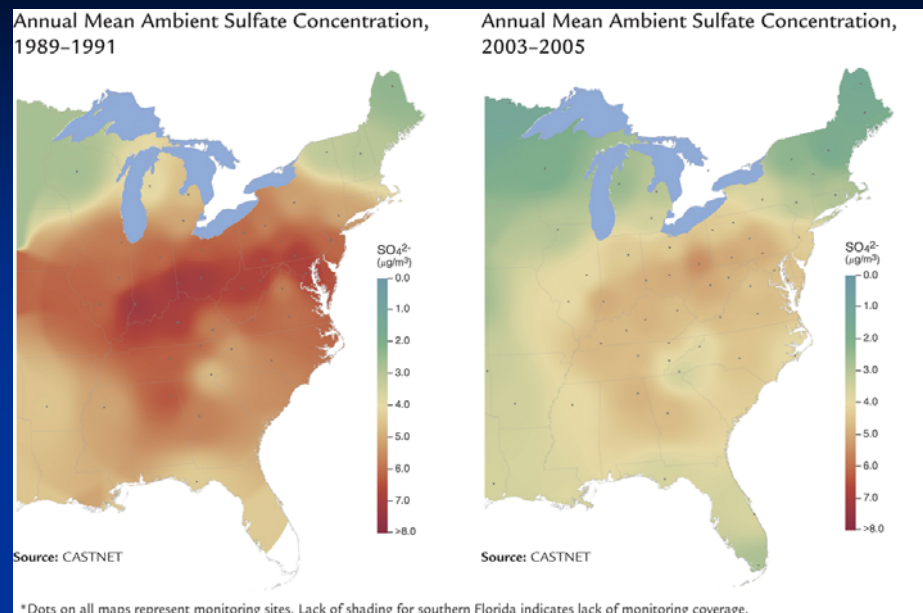 Annual Mean Ambient Sulfate Concentration,
1989–1991
SO₄²⁻
(µg/m³)
0.0
1.0
2.0
3.0
4.0
5.0
6.0
7.0
>8.0
Source: CASTNET
Annual Mean Ambient Sulfate Concentration,
2003–2005
SO₄²⁻
(µg/m³)
0.0
1.0
2.0
3.0
4.0
5.0
6.0
7.0
>8.0
Source: CASTNET
*Dots on all maps represent monitoring sites. Lack of shading for southern Florida indicates lack of monitoring coverage.